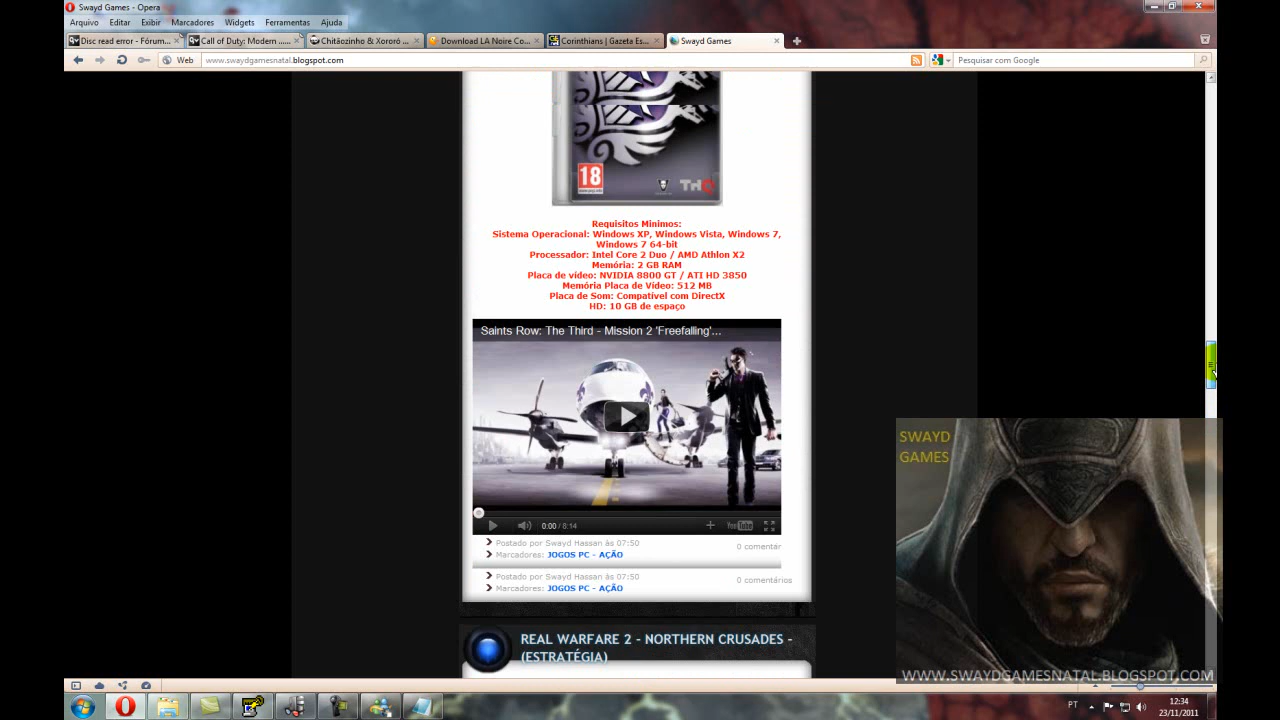 Swayd Games - Opera
Arquivo Editar Exibir Marcadores Widgets Ferramentas Ajuda
Disc read error - Fórum... Call of Duty: Modern ...... Chitãozinho & Xororó ... Download LA Noire Co... Corinthians | Gazeta Es... Swayd Games
Web www.swaydgamesnatal.blogspot.com Pesquisar com Google
18
THQ
Requisitos Minimos:
Sistema Operacional: Windows XP, Windows Vista, Windows 7,
Windows 7 64-bit
Processador: Intel Core 2 Duo / AMD Athlon X2
Memória: 2 GB RAM
Placa de vídeo: NVIDIA 8800 GT / ATI HD 3850
Memória Placa de Vídeo: 512 MB
Placa de Som: Compatível com DirectX
HD: 10 GB de espaço
Saints Row: The Third - Mission 2 'Freefalling'...
0:00 / 8:14 YouTube
Postado por Swayd Hassan às 07:50
0 comentár
Marcadores: JOGOS PC - AÇÃO
Postado por Swayd Hassan às 07:50
0 comentários
Marcadores: JOGOS PC - AÇÃO
REAL WARFARE 2 - NORTHERN CRUSADES -
(ESTRATÉGIA)
SWAYD
GAMES
WWW.SWAYDGAMESNATAL.BLOGSPOT.COM
PT
12:34
23/11/2011